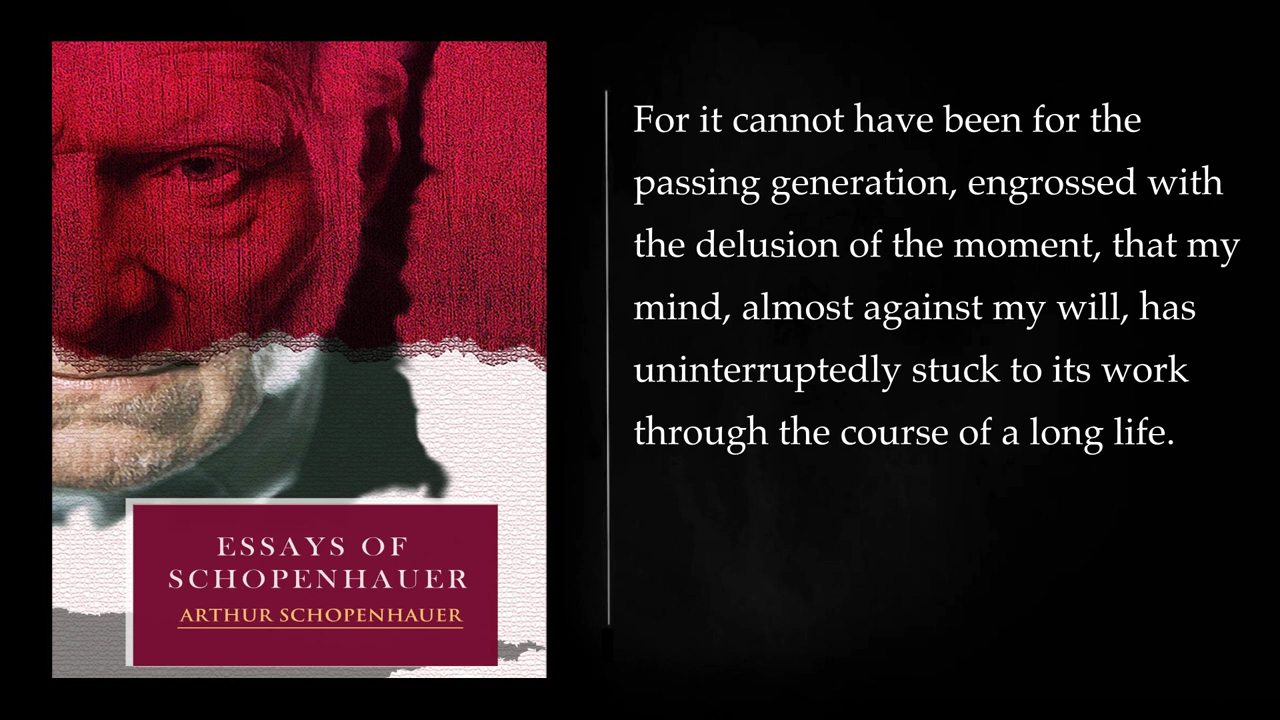 ESSAYS OF
SCHOPENHAUER
ARTHUR SCHOPENHAUER
For it cannot have been for the
passing generation, engrossed with
the delusion of the moment, that my
mind, almost against my will, has
uninterruptedly stuck to its work
through the course of a long life.